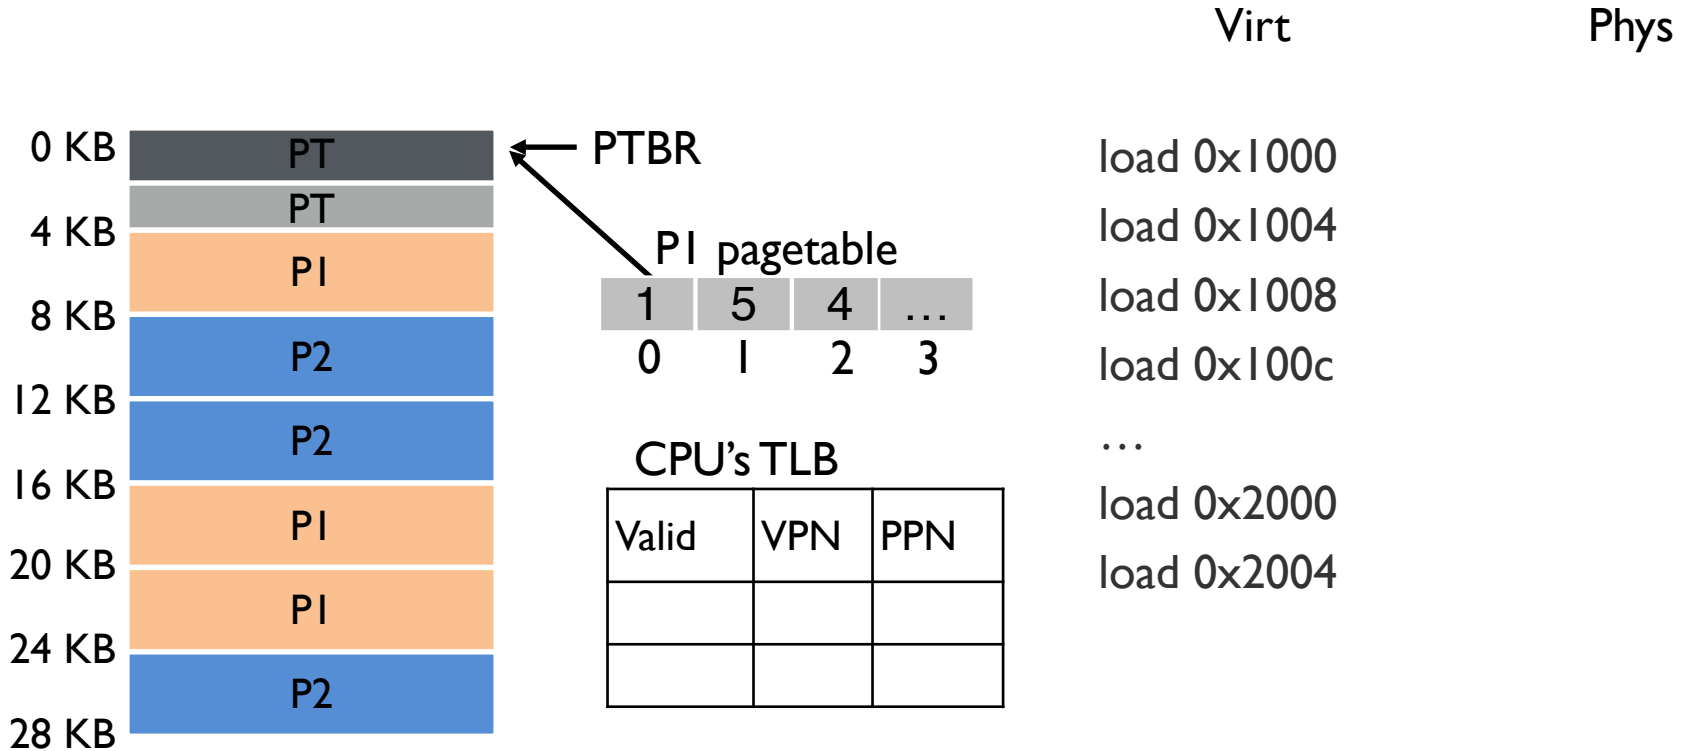 Virt Phys
0 KB
PT
PTBR
load 0x1000
PT
4 KB
load 0x1004
P1 pagetable
P1
8 KB
1 5 4 …
load 0x1008
0 1 2 3
P2
load 0x100c
12 KB
P2
CPU’s TLB
…
16 KB
load 0x2000
P1
Valid VPN PPN
20 KB
load 0x2004
P1
24 KB
P2
28 KB